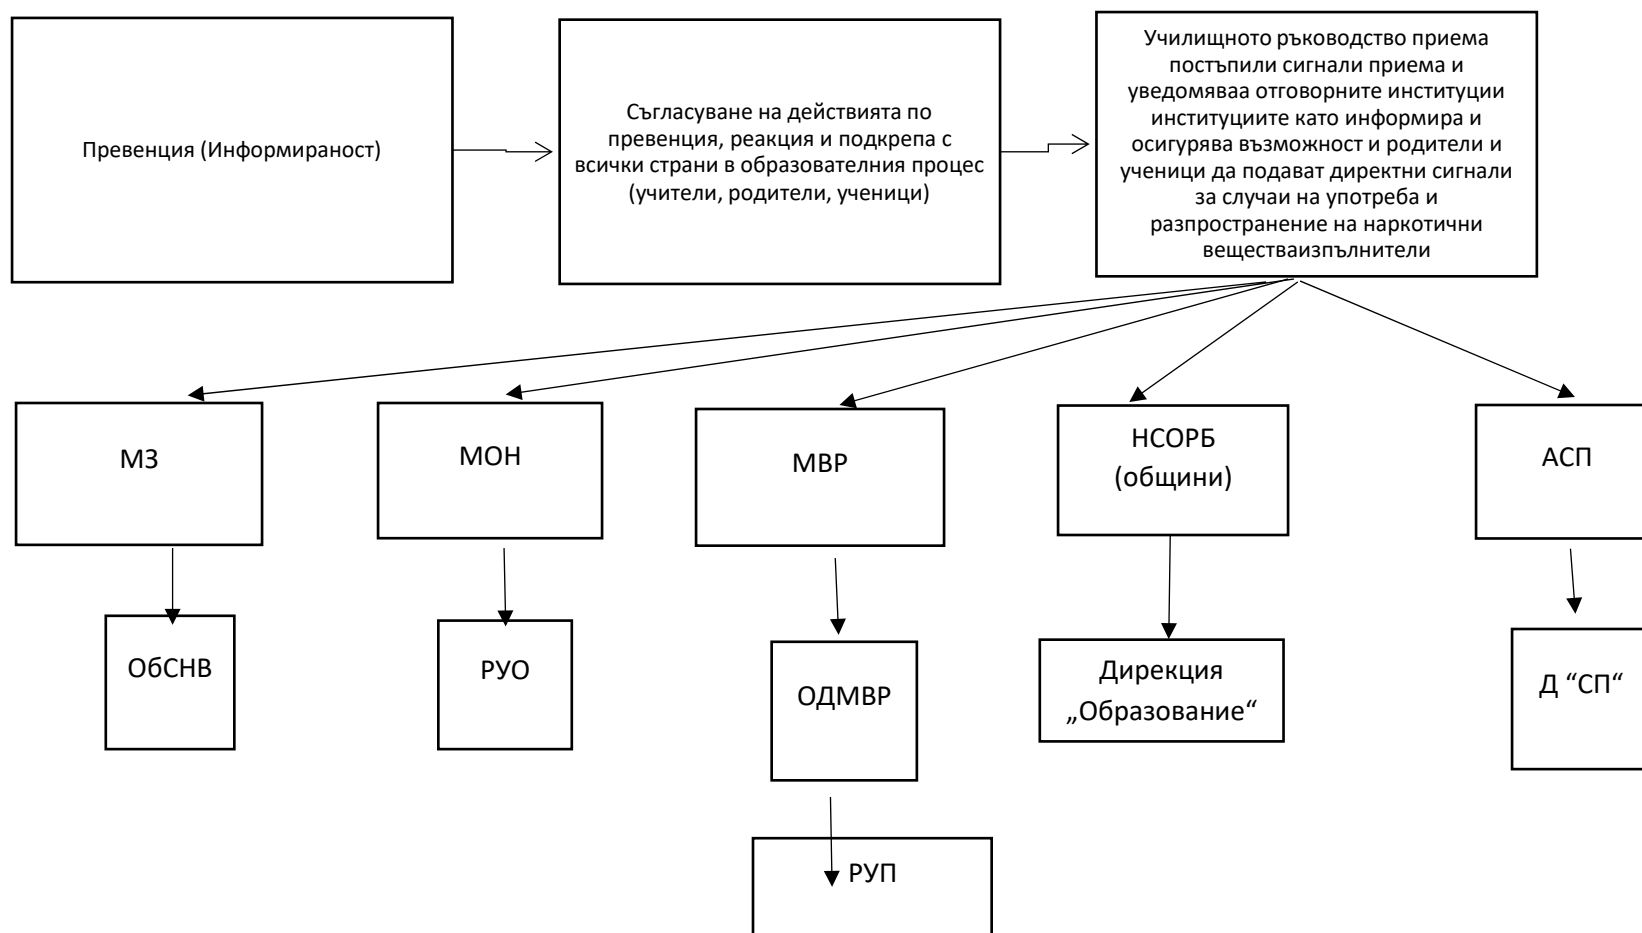 Превенция (Информираност)
Съгласуване на действията по
превенция, реакция и подкрепа с
всички страни в образователния процес
(учители, родители, ученици)
Училищното ръководство приема
постъпили сигнали приема и
уведомяваа отговорните институции
институциите като информира и
осигурява възможност и родители и
ученици да подават директни сигнали
за случаи на употреба и
разпространение на наркотични
веществаизпълнители
МЗ
МОН
МВР
НСОРБ
(общини)
АСП
ОбСНВ
РУО
ОДМВР
Дирекция
„Образование“
Д “СП“
РУП